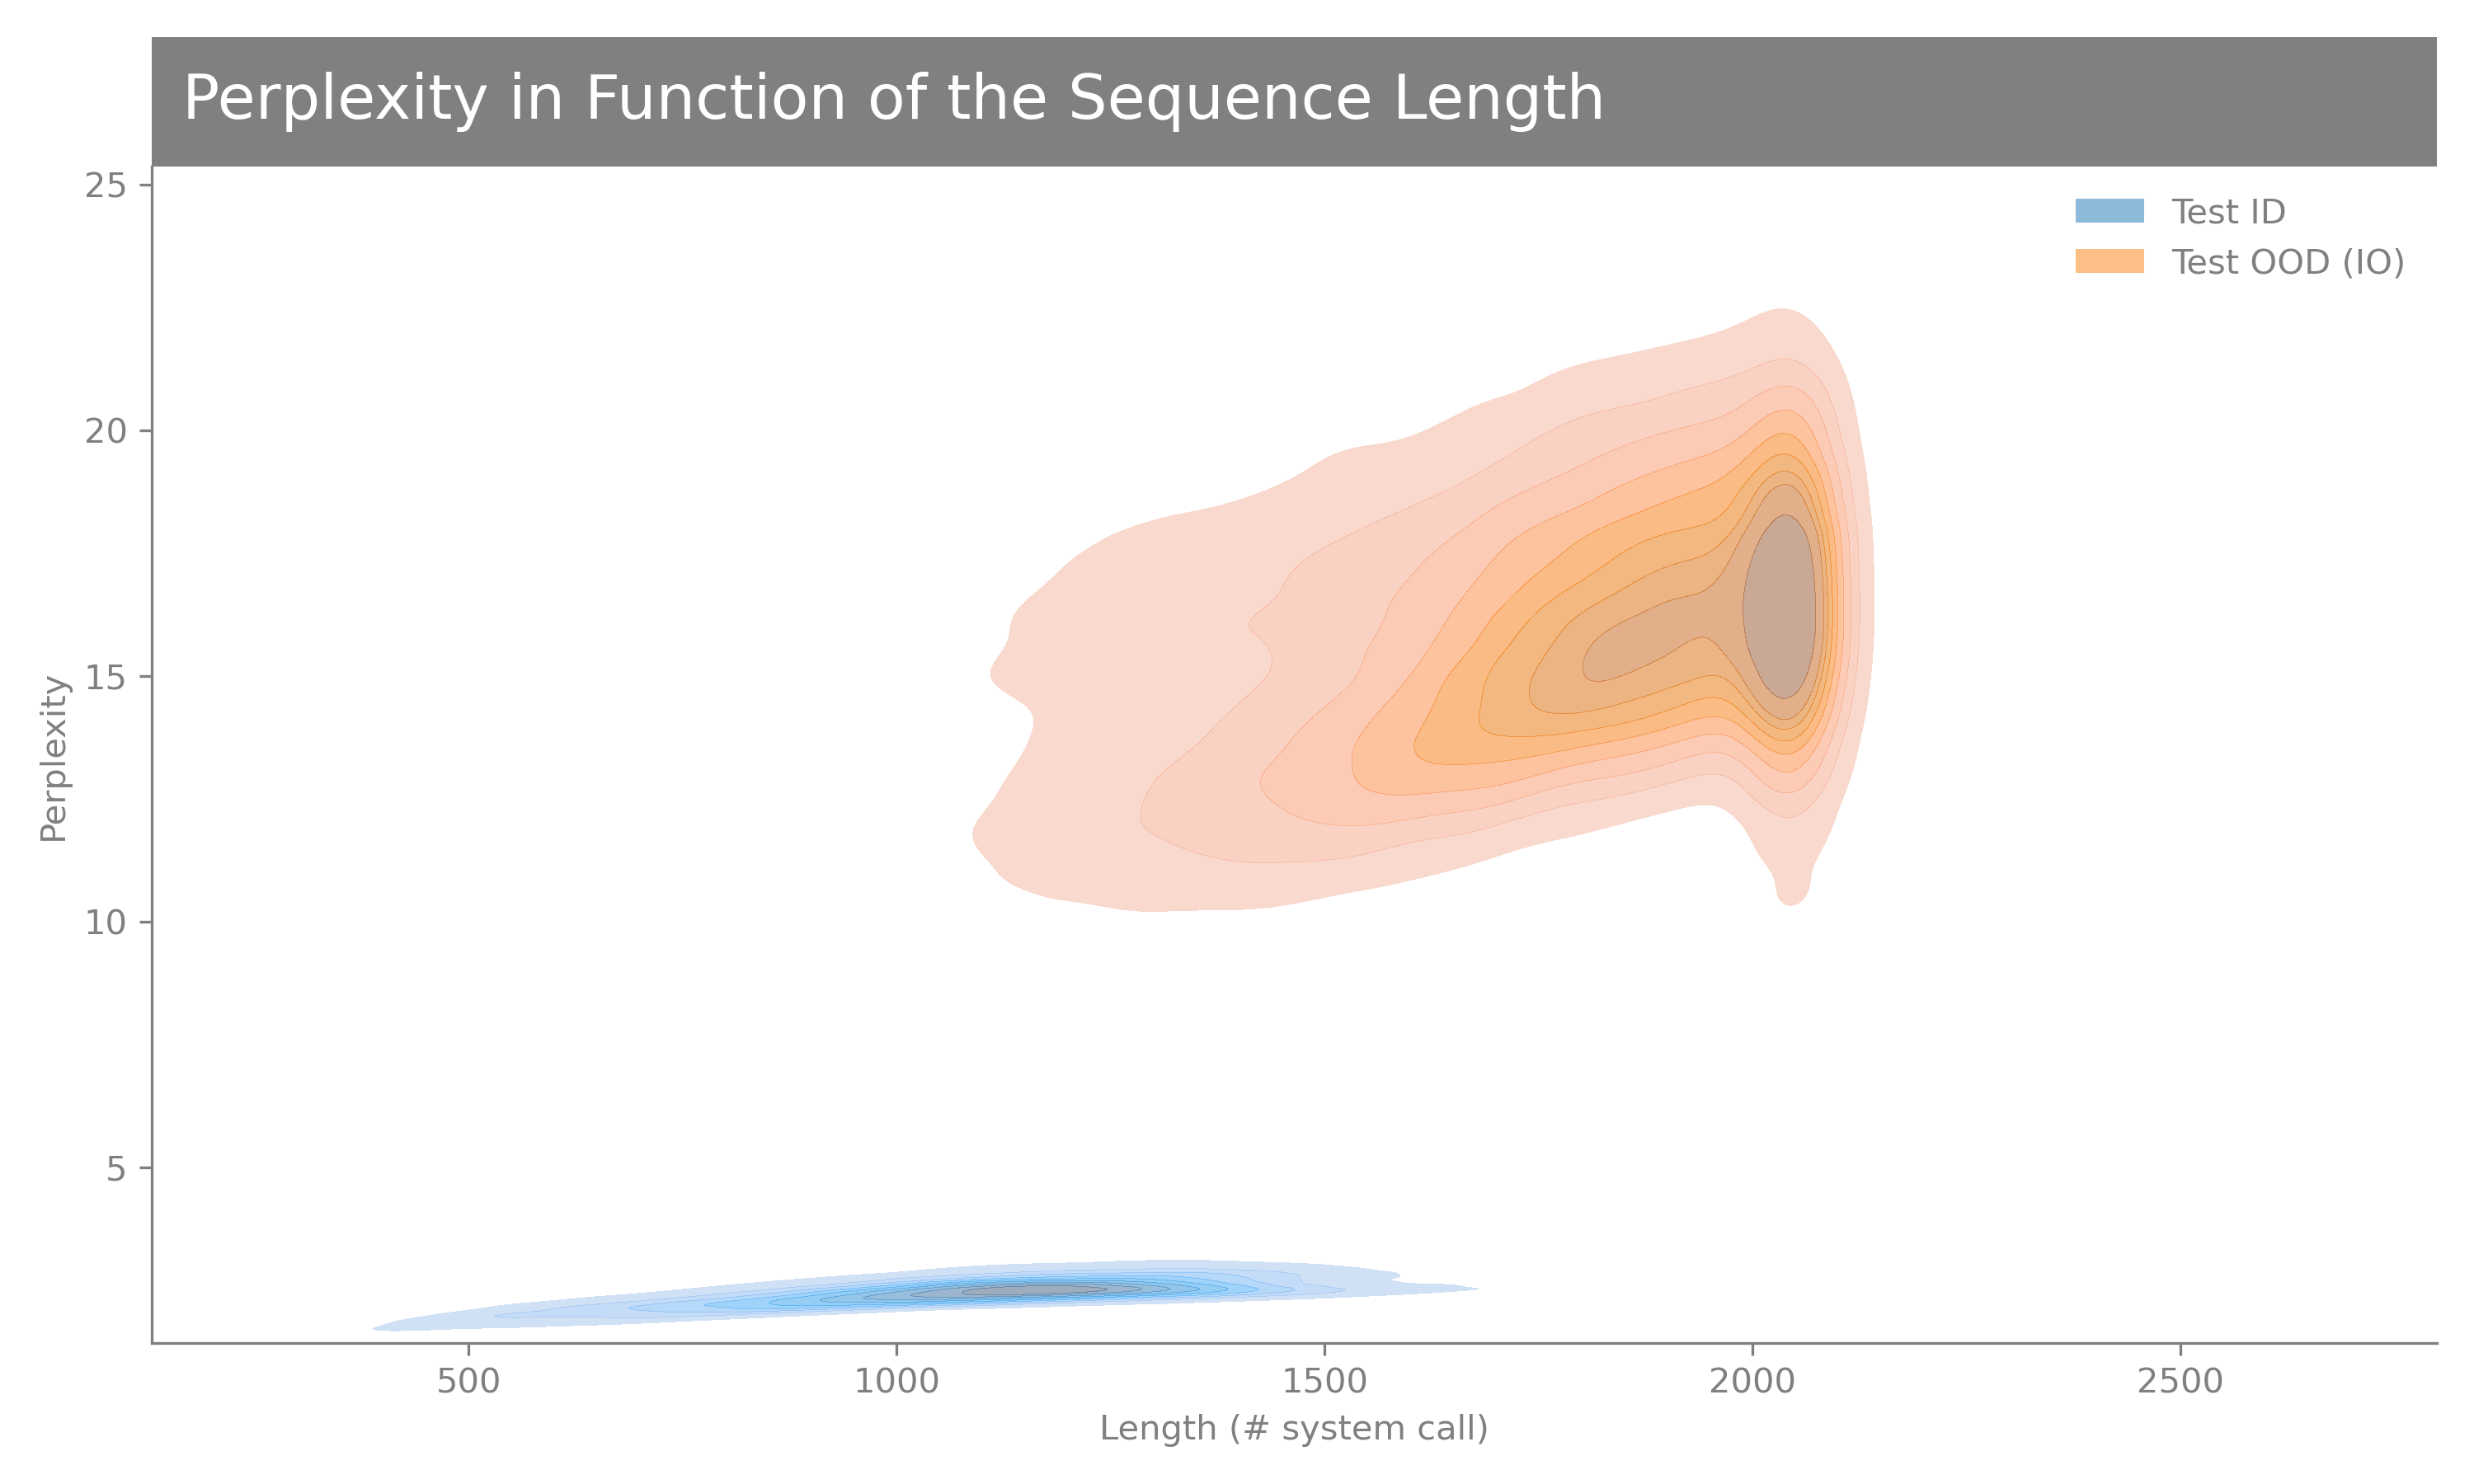 Perplexity in Function of the Sequence Length
Test ID
Test OOD (IO)
25
20
15
10
5
Perplexity
500
1000
1500
2000
2500
Length (# system call)